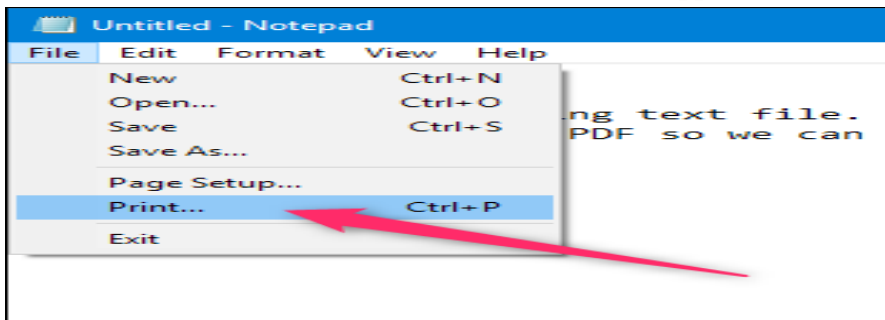 Untitled - Notepad
File Edit Format View Help
New Ctrl+N
Open... Ctrl+O
ng text file.
Save Ctrl+S
PDF so we can
Save As...
Page Setup...
Print... Ctrl+P
Exit